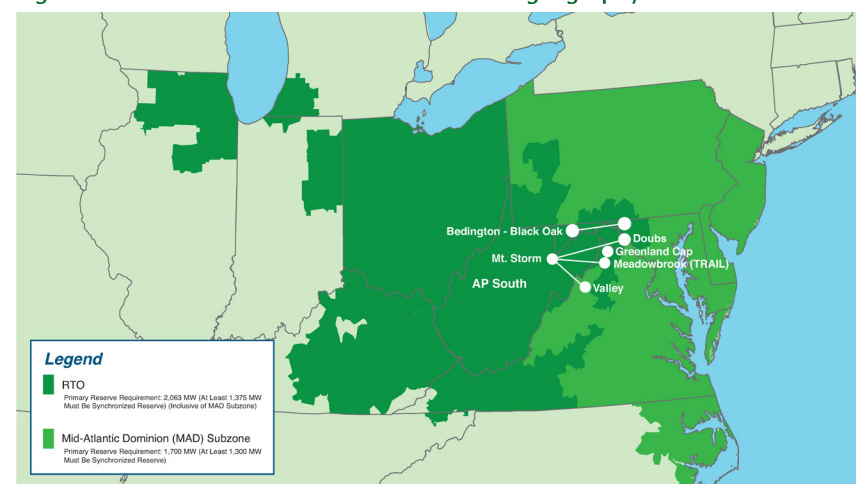 Bedington - Black Oak
Doubs
Greenland Cap
Mt. Storm
Meadowbrook (TRAIL)
AP South
Valley
Legend
RTO
Primary Reserve Requirement: 2,063 MW (At Least 1,375 MW
Must Be Synchronized Reserve) (Inclusive of MAD Subzone)
Mid-Atlantic Dominion (MAD) Subzone
Primary Reserve Requirement: 1,700 MW (At Least 1,300 MW
Must Be Synchronized Reserve)